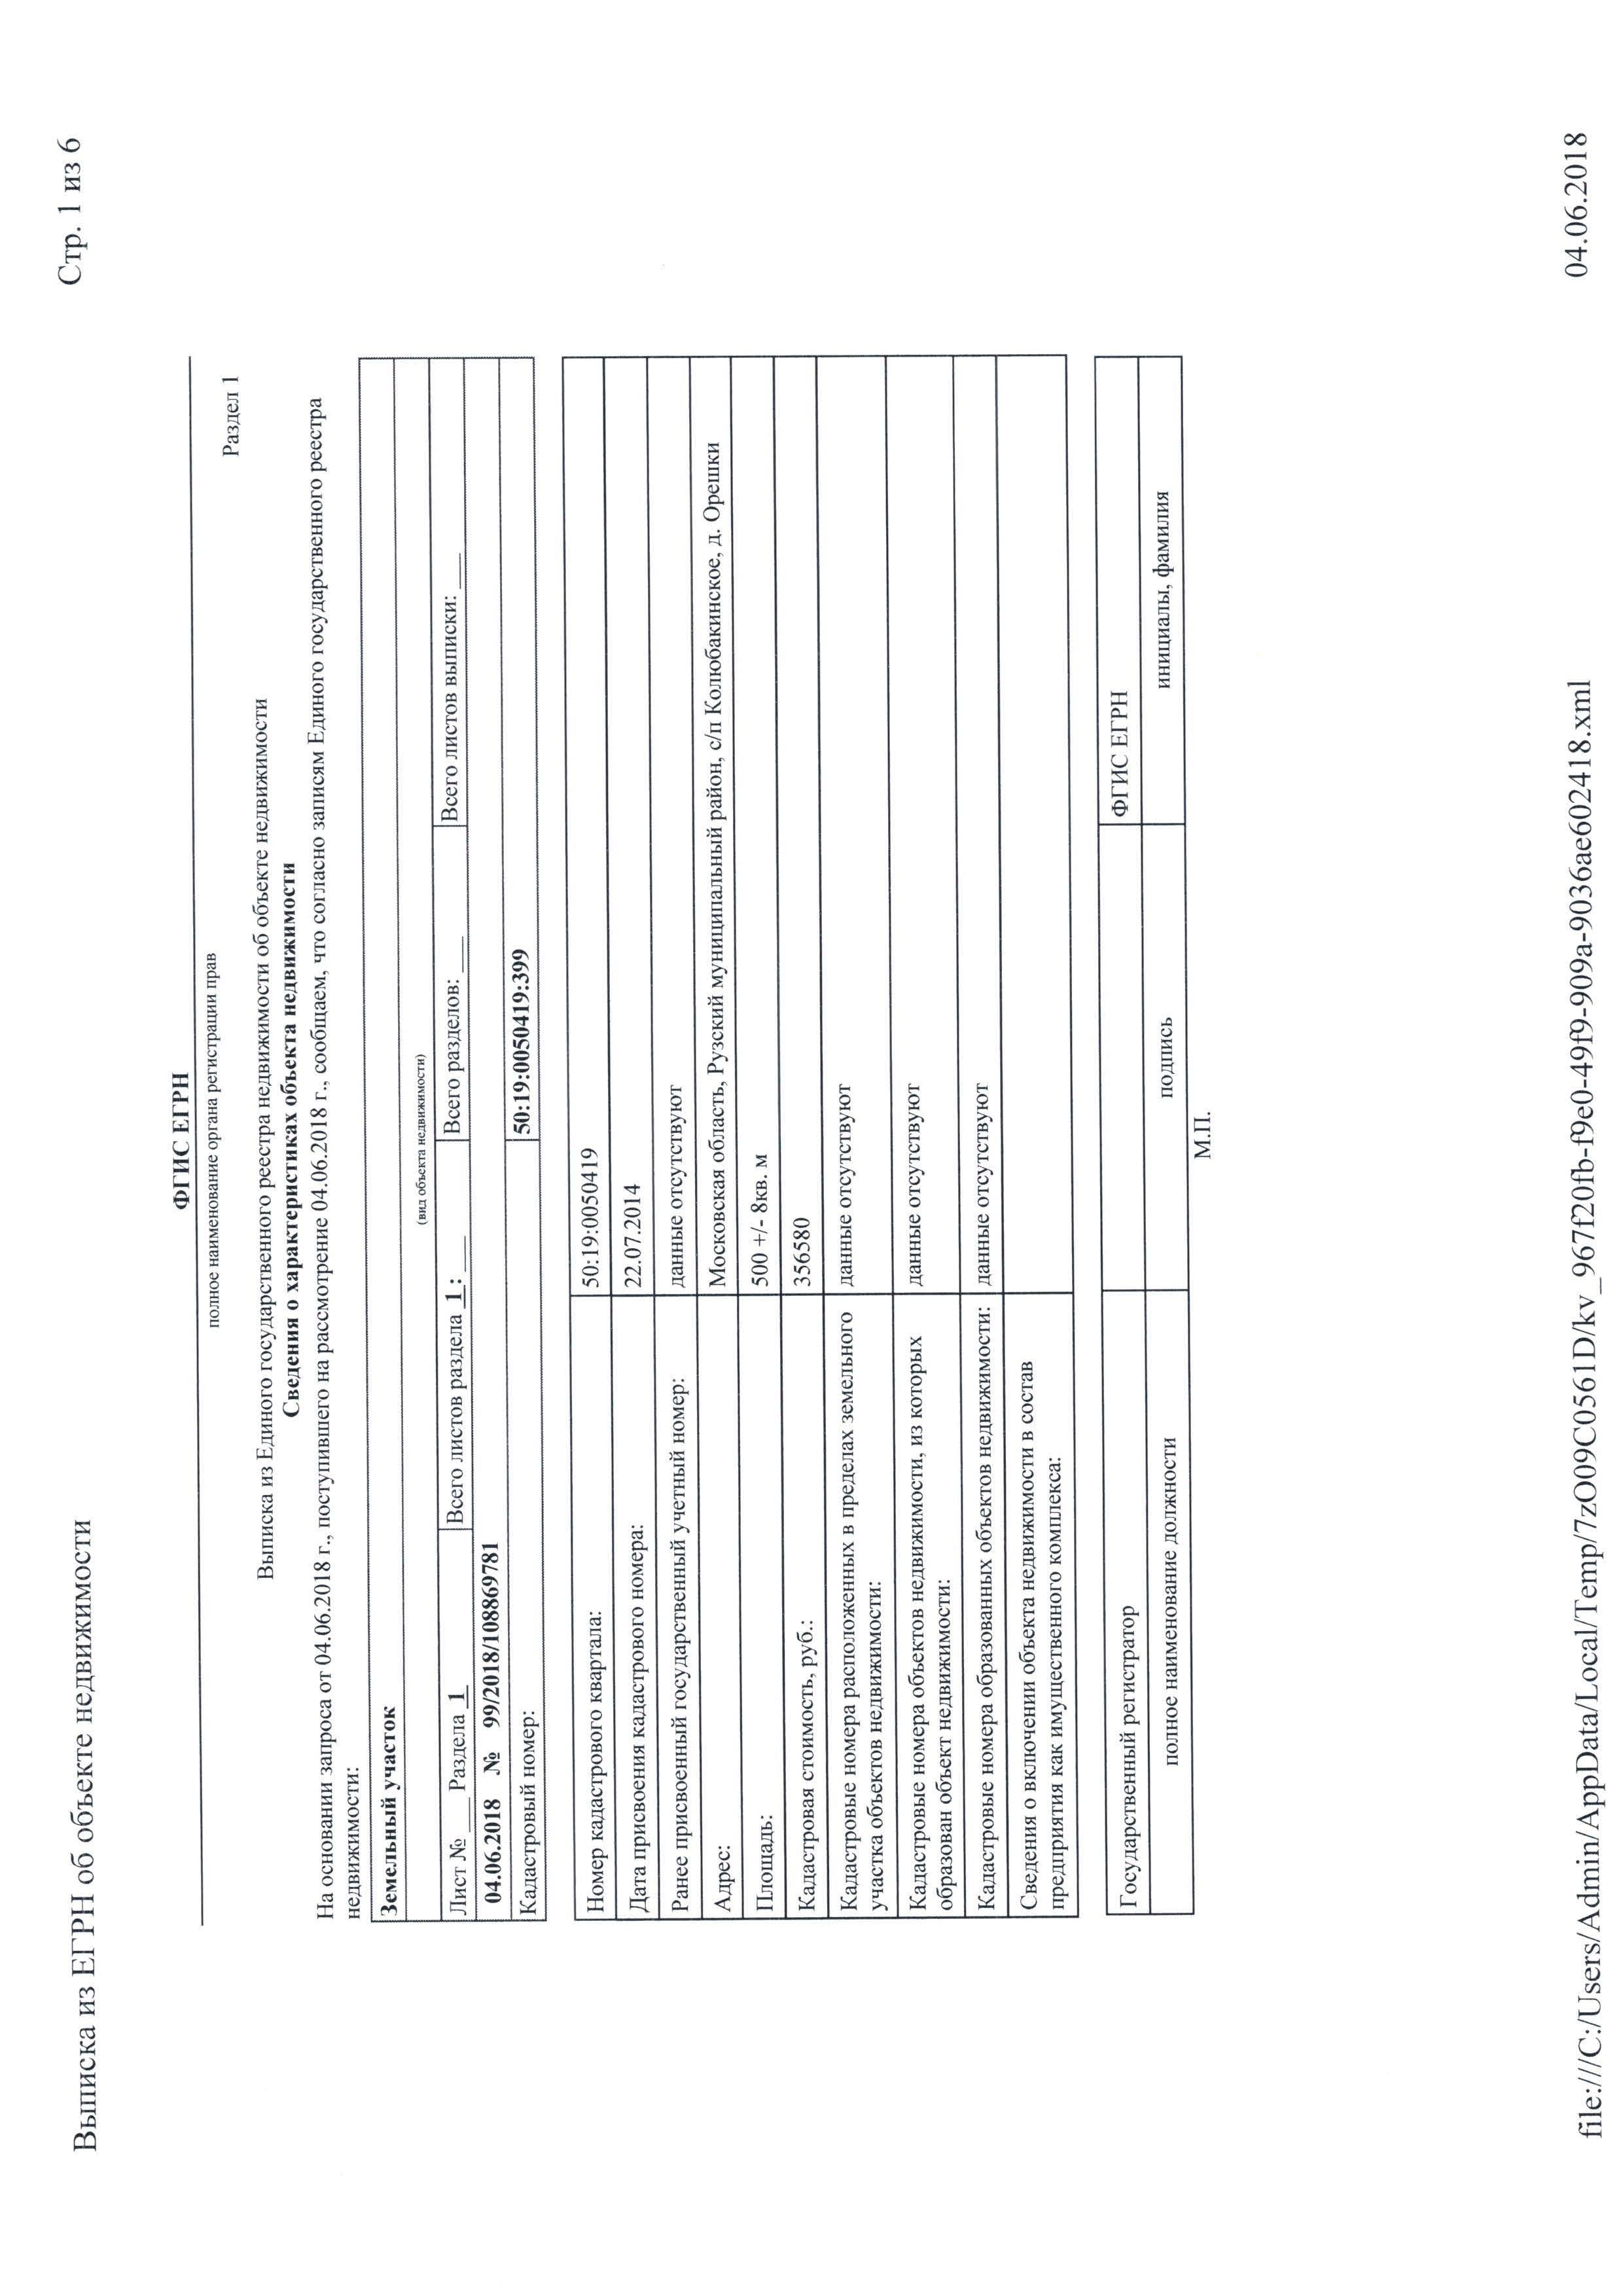 Выписка из ЕГРН об объекте недвижимости
Стр. 1 из 6
ФГИС ЕГРН
полное наименование органа регистрации прав
Раздел 1
Выписка из Единого государственного реестра недвижимости об объекте недвижимости
Сведения о характеристиках объекта недвижимости
На основании запроса от 04.06.2018 г., поступившего на рассмотрение 04.06.2018 г., сообщаем, что согласно записям Единого государственного реестра
недвижимости:
Земельный участок
(вид объекта недвижимости)
Лист № ___ Раздела 1
Всего листов раздела 1 : ___
Всего разделов: ___
Всего листов выписки: ___
04.06.2018 № 99/2018/108869781
Кадастровый номер:
50:19:0050419:399
Номер кадастрового квартала:
50:19:0050419
Дата присвоения кадастрового номера:
22.07.2014
Ранее присвоенный государственный учетный номер:
данные отсутствуют
Адрес:
Московская область, Рузский муниципальный район, с/п Колюбакинское, д. Орешки
Площадь:
500 +/- 8кв. м
Кадастровая стоимость, руб.:
356580
Кадастровые номера расположенных в пределах земельного
участка объектов недвижимости:
данные отсутствуют
Кадастровые номера объектов недвижимости, из которых
образован объект недвижимости:
данные отсутствуют
Кадастровые номера образованных объектов недвижимости:
данные отсутствуют
Сведения о включении объекта недвижимости в состав
предприятия как имущественного комплекса:
Государственный регистратор
ФГИС ЕГРН
полное наименование должности
подпись
инициалы, фамилия
М.П.
file:///C:/Users/Admin/AppData/Local/Temp/7zO09C0561D/kv_967f20fb-f9e0-49f9-909a-9036ae602418.xml
04.06.2018